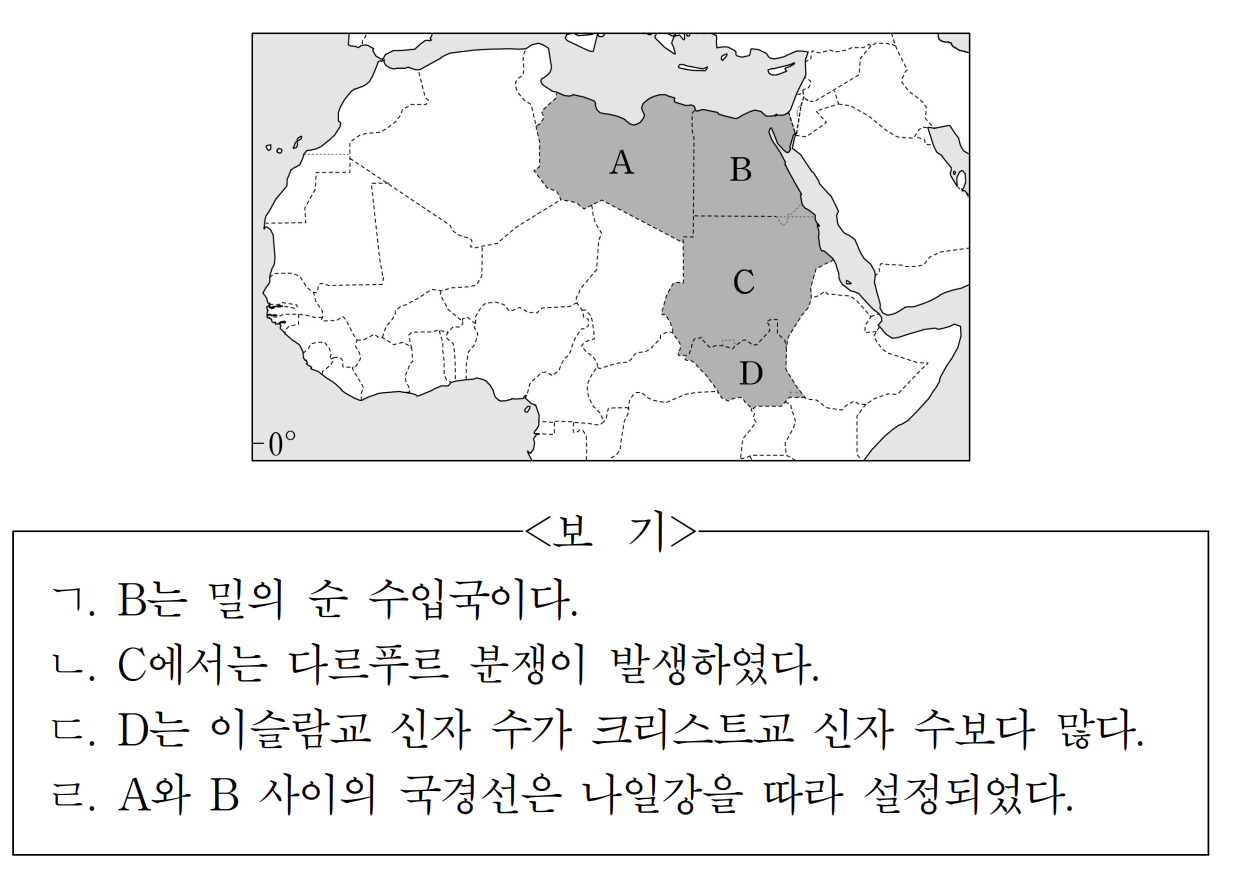 A
B
C
D
0°
<보 기>
ㄱ. B는 밀의 순 수입국이다.
ㄴ. C에서는 다르푸르 분쟁이 발생하였다.
ㄷ. D는 이슬람교 신자 수가 크리스트교 신자 수보다 많다.
ㄹ. A와 B 사이의 국경선은 나일강을 따라 설정되었다.